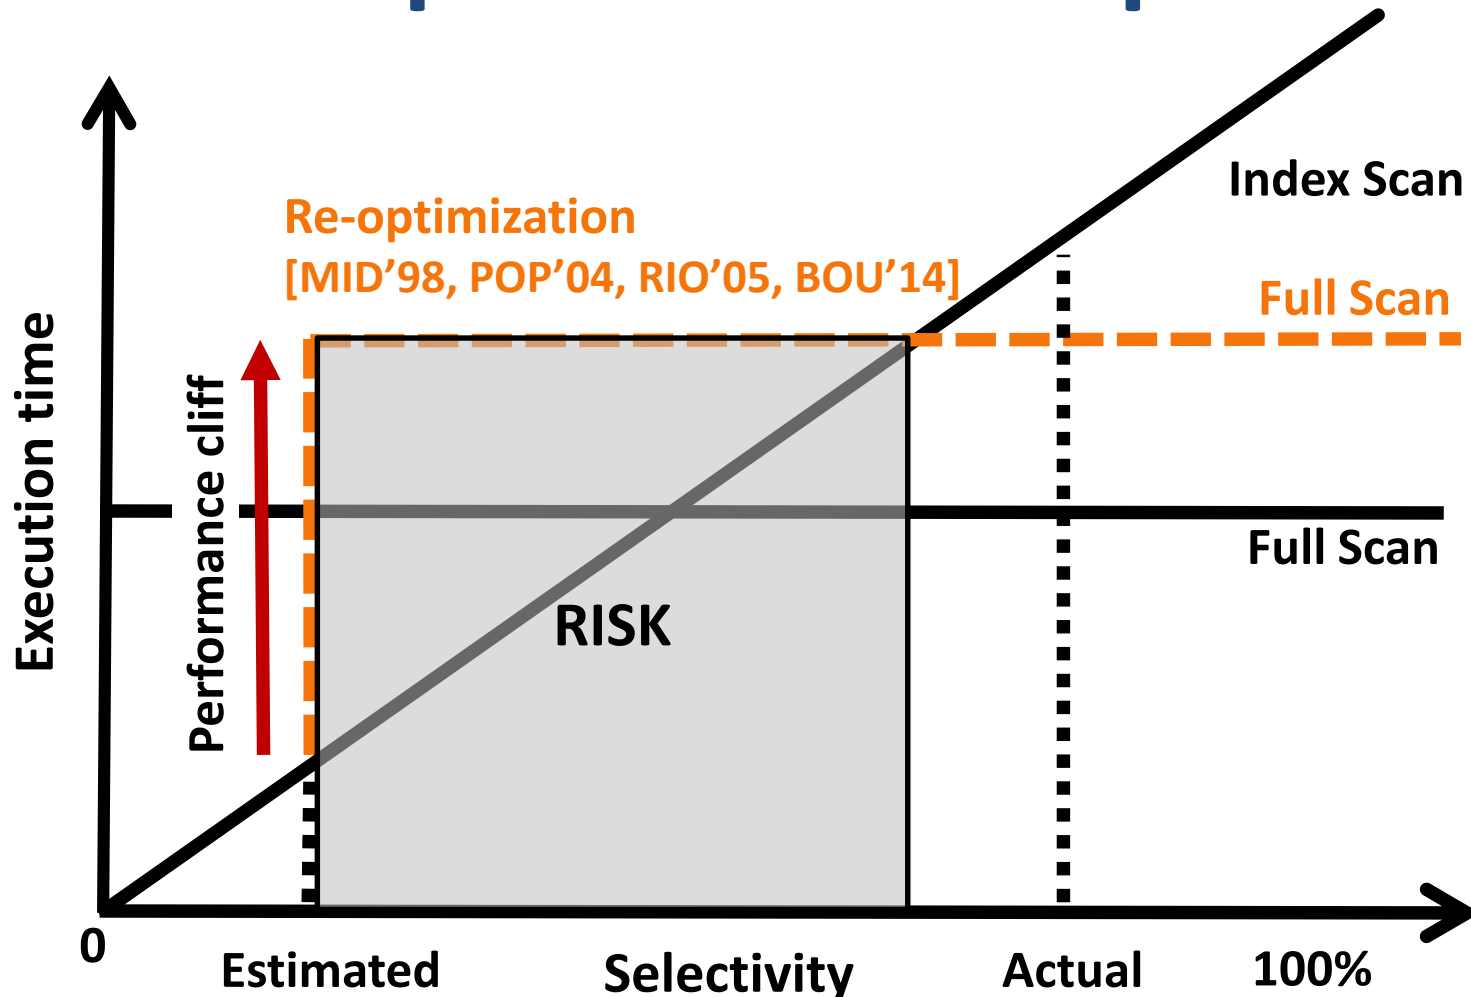 Re-optimization
[MID’98, POP’04, RIO’05, BOU’14]
Index Scan
Full Scan
Execution time
Performance cliff
Full Scan
RISK
0
Estimated
Selectivity
Actual
100%